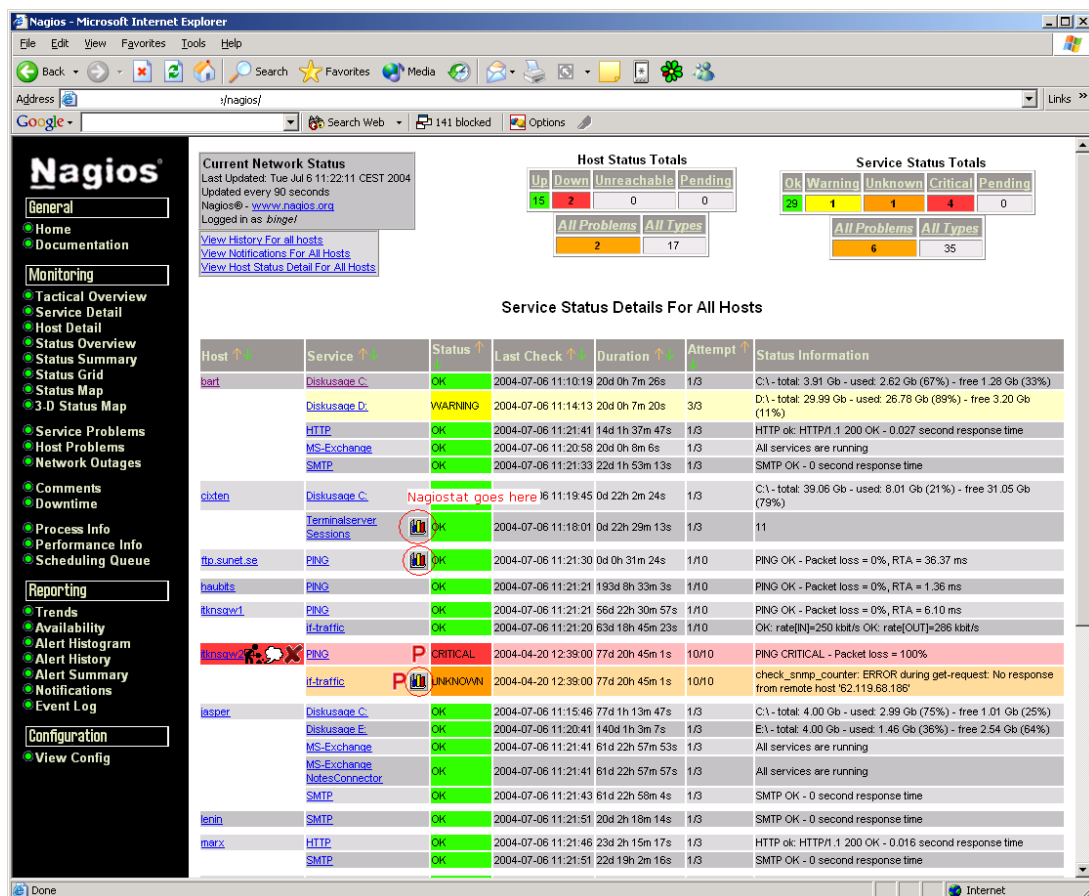 Nagios - Microsoft Internet Explorer
File Edit View Favorites Tools Help
Back Search Favorites Media
Address /nagios/ Links »
Google Search Web 141 blocked Options
Nagios®
General
Home
Documentation
Monitoring
Tactical Overview
Service Detail
Host Detail
Status Overview
Status Summary
Status Grid
Status Map
3-D Status Map
Service Problems
Host Problems
Network Outages
Comments
Downtime
Process Info
Performance Info
Scheduling Queue
Reporting
Trends
Availability
Alert Histogram
Alert History
Alert Summary
Notifications
Event Log
Configuration
View Config
Current Network Status
Last Updated: Tue Jul 6 11:22:11 CEST 2004
Updated every 90 seconds
Nagios® - www.nagios.org
Logged in as bingel
View History For all hosts
View Notifications For All Hosts
View Host Status Detail For All Hosts
Host Status Totals
Up Down Unreachable Pending
15 2 0 0
All Problems All Types
2 17
Service Status Totals
Ok Warning Unknown Critical Pending
29 1 1 4 0
All Problems All Types
6 35
Service Status Details For All Hosts
Host Service Status Last Check Duration Attempt Status Information
bart Diskusage C: OK 2004-07-06 11:10:19 20d 0h 7m 26s 1/3 C:\ - total: 3.91 Gb - used: 2.62 Gb (67%) - free 1.28 Gb (33%)
Diskusage D: WARNING 2004-07-06 11:14:13 20d 0h 7m 20s 3/3 D:\ - total: 29.99 Gb - used: 26.78 Gb (89%) - free 3.20 Gb
(11%)
HTTP OK 2004-07-06 11:21:41 14d 1h 37m 47s 1/3 HTTP ok: HTTP/1.1 200 OK - 0.027 second response time
MS-Exchange OK 2004-07-06 11:20:58 20d 0h 8m 6s 1/3 All services are running
SMTP OK 2004-07-06 11:21:33 22d 1h 53m 13s 1/3 SMTP OK - 0 second response time
cixten Diskusage C: Nagiostat goes here 6 11:19:45 0d 22h 2m 24s 1/3 C:\ - total: 39.06 Gb - used: 8.01 Gb (21%) - free 31.05 Gb
(79%)
Terminalserver
Sessions OK 2004-07-06 11:18:01 0d 22h 29m 13s 1/3 11
ftp.sunet.se PING OK 2004-07-06 11:21:30 0d 0h 31m 24s 1/10 PING OK - Packet loss = 0%, RTA = 36.37 ms
haubits PING OK 2004-07-06 11:21:21 193d 8h 33m 3s 1/10 PING OK - Packet loss = 0%, RTA = 1.36 ms
itknsgw1 PING OK 2004-07-06 11:21:21 56d 22h 30m 57s 1/10 PING OK - Packet loss = 0%, RTA = 6.10 ms
if-traffic OK 2004-07-06 11:21:20 63d 18h 45m 23s 1/10 OK: rate[IN]=250 kbit/s OK: rate[OUT]=286 kbit/s
itknsgw2 PING P CRITICAL 2004-04-20 12:39:00 77d 20h 45m 1s 10/10 PING CRITICAL - Packet loss = 100%
if-traffic P UNKNOWN 2004-04-20 12:39:00 77d 20h 45m 1s 10/10 check_snmp_counter: ERROR during get-request: No response
from remote host '62.119.68.186'
jasper Diskusage C: OK 2004-07-06 11:15:46 77d 1h 13m 47s 1/3 C:\ - total: 4.00 Gb - used: 2.99 Gb (75%) - free 1.01 Gb (25%)
Diskusage E: OK 2004-07-06 11:20:41 140d 1h 3m 7s 1/3 E:\ - total: 4.00 Gb - used: 1.46 Gb (36%) - free 2.54 Gb (64%)
MS-Exchange OK 2004-07-06 11:21:41 61d 22h 57m 53s 1/3 All services are running
MS-Exchange
NotesConnector OK 2004-07-06 11:21:41 61d 22h 57m 57s 1/3 All services are running
SMTP OK 2004-07-06 11:21:43 61d 22h 58m 4s 1/3 SMTP OK - 0 second response time
lenin SMTP OK 2004-07-06 11:21:51 20d 2h 18m 14s 1/3 SMTP OK - 0 second response time
marx HTTP OK 2004-07-06 11:21:46 23d 2h 15m 17s 1/3 HTTP ok: HTTP/1.1 200 OK - 0.016 second response time
SMTP OK 2004-07-06 11:21:51 22d 19h 2m 16s 1/3 SMTP OK - 0 second response time
Done Internet